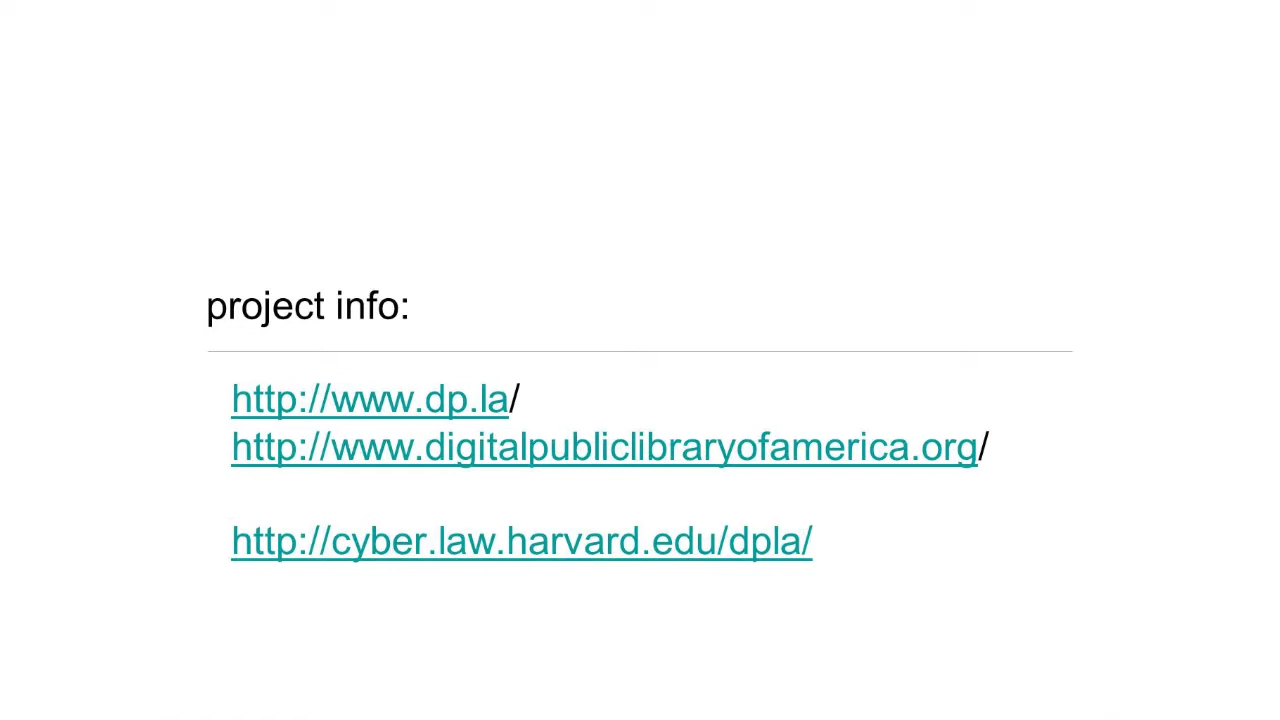 project info:
http://www.dp.la/
http://www.digitalpubliclibraryofamerica.org/
http://cyber.law.harvard.edu/dpla/